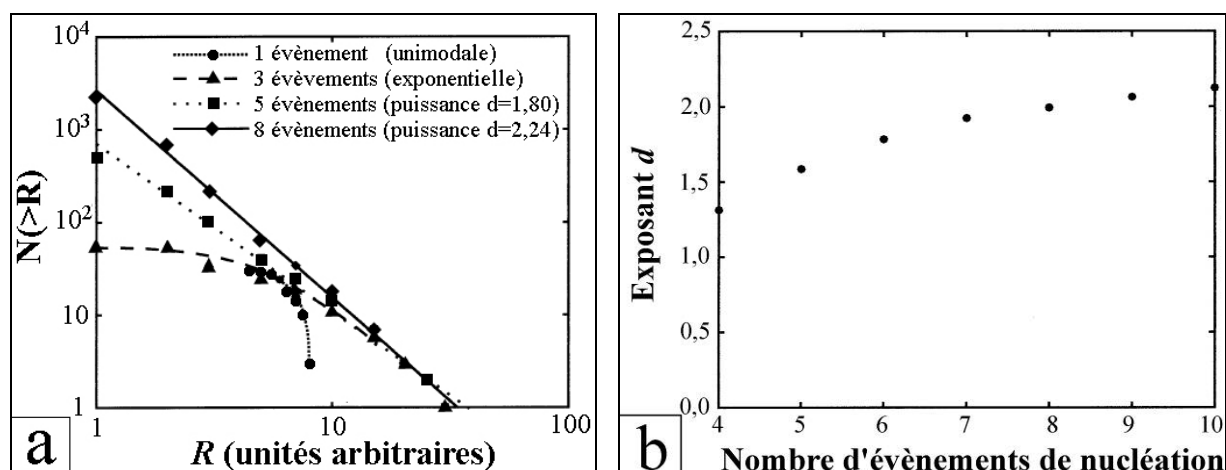 10⁴
10³
10²
10
1
N(>R)
1 évènement (unimodale)
3 évèvements (exponentielle)
5 évènements (puissance d=1,80)
8 évènements (puissance d=2,24)
1 10 100
R (unités arbitraires)
a
2,5
2,0
1,5
1,0
0,5
0,0
Exposant d
4 5 6 7 8 9 10
Nombre d'évènements de nucléation
b